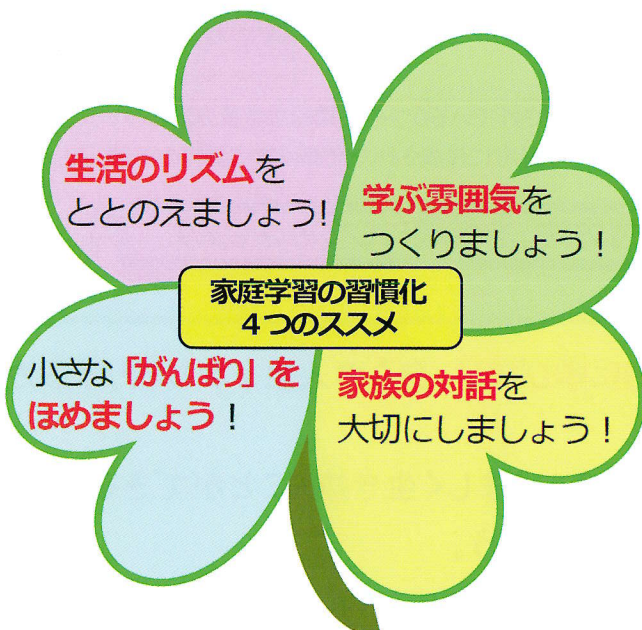 生活のリズムを
ととのえましょう!
学ぶ雰囲気を
つくりましょう!
家庭学習の習慣化
4つのススメ
小さな「がんばり」を
ほめましょう!
家族の対話を
大切にしましょう!